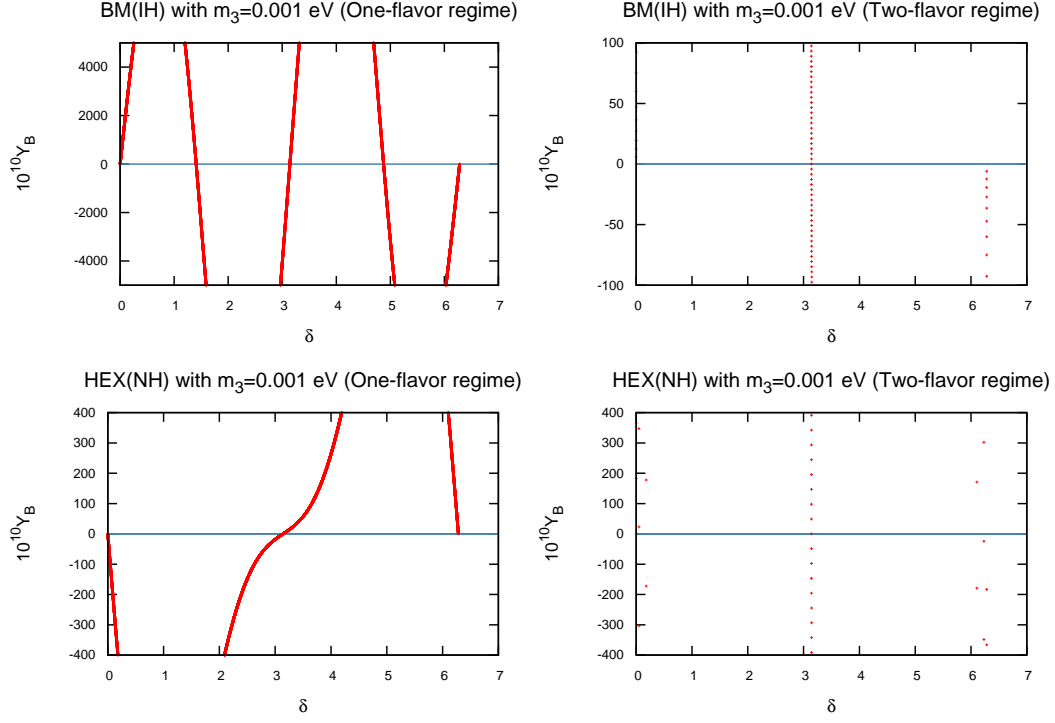 BM(IH) with m3=0.001 eV (One-flavor regime)
10^10Y_B
4000
2000
0
-2000
-4000
0 1 2 3 4 5 6 7
δ
BM(IH) with m3=0.001 eV (Two-flavor regime)
10^10Y_B
100
50
0
-50
-100
0 1 2 3 4 5 6 7
δ
HEX(NH) with m3=0.001 eV (One-flavor regime)
10^10Y_B
400
300
200
100
0
-100
-200
-300
-400
0 1 2 3 4 5 6 7
δ
HEX(NH) with m3=0.001 eV (Two-flavor regime)
10^10Y_B
400
300
200
100
0
-100
-200
-300
-400
0 1 2 3 4 5 6 7
δ